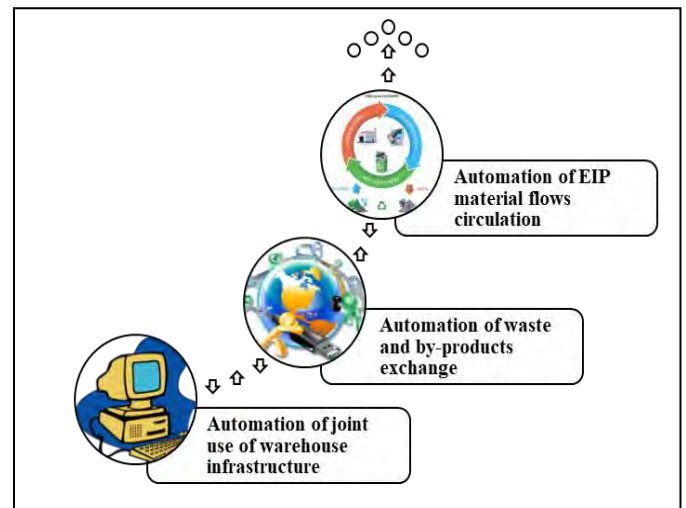 Automation of EIP
material flows
circulation
Automation of waste
and by-products
exchange
Automation of joint
use of warehouse
infrastructure